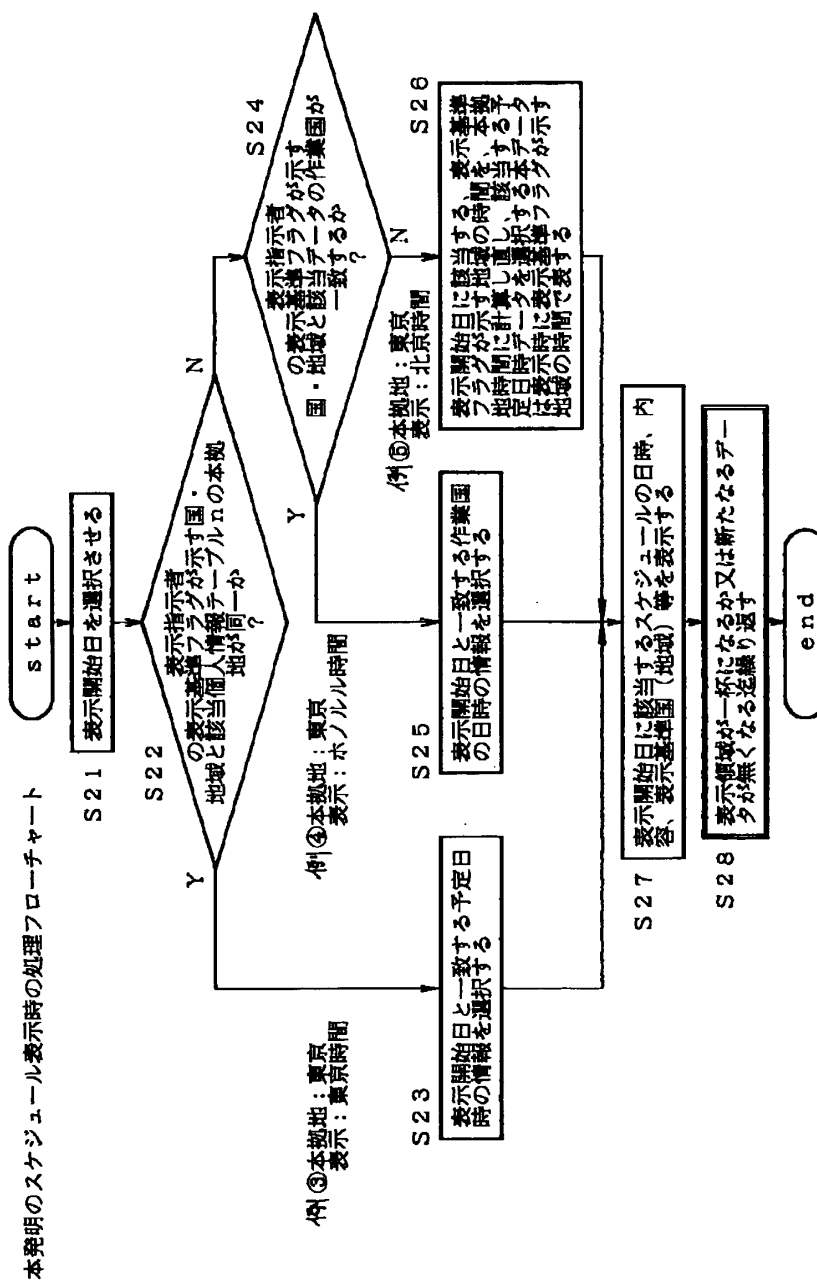 本発明のスケジュール表示時の処理フローチャート
start
S21
表示開始日を選択させる
S22
表示指示者
の表示基準フラグが示す国・
地域と該当個人情報テーブルnの本拠
地が同一か
?
Y
N
S24
表示指示者
の表示基準フラグが示す
国・地域と該当データの作業国が
一致するか
?
Y
N
例③本拠地:東京
表示:東京時間
例④本拠地:東京
表示:ホノルル時間
例⑤本拠地:東京
表示:北京時間
S23
表示開始日と一致する予定日
時の情報を選択する
S25
表示開始日と一致する作業国
の日時の情報を選択する
S26
表示開始日に該当する、表示基準
フラグが示す地域の時間を、本拠
地時間に計算し直し、該当する予
定日時データを選択する本データ
は表示時に表示基準フラグが示す
地域の時間で表する
S27
表示開始日に該当するスケジュールの日時、内
容、表示基準国(地域)等を表示する
S28
表示領域が一杯になるか又は新たなるデー
タが無くなる迄繰り返す
end